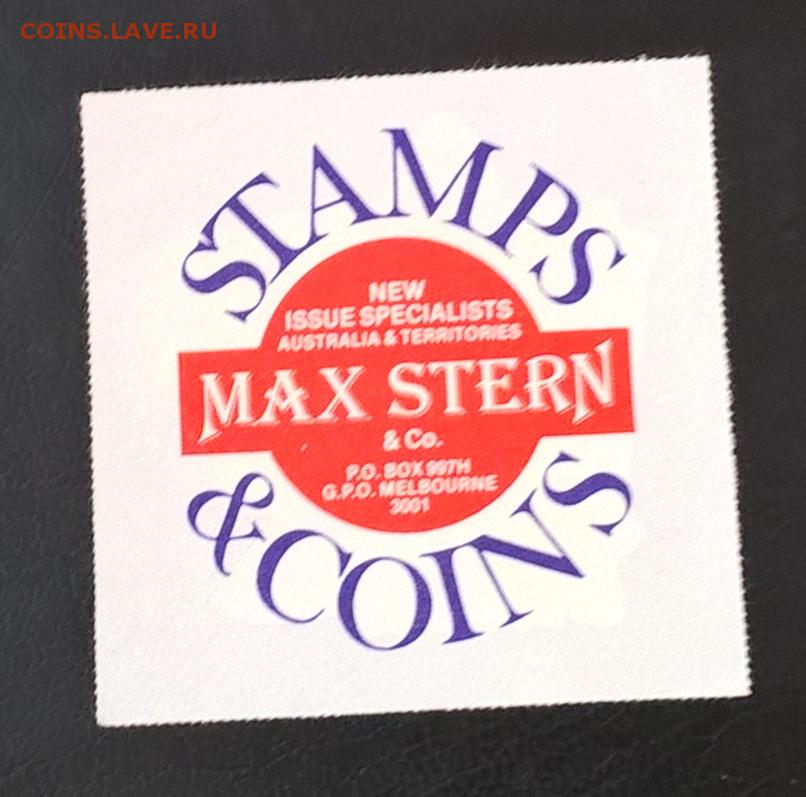 COINS.LAVE.RU
STAMPS
NEW
ISSUE SPECIALISTS
AUSTRALIA & TERRITORIES
MAX STERN
& Co.
P.O. BOX 997H
G.P.O. MELBOURNE
3001
& COINS